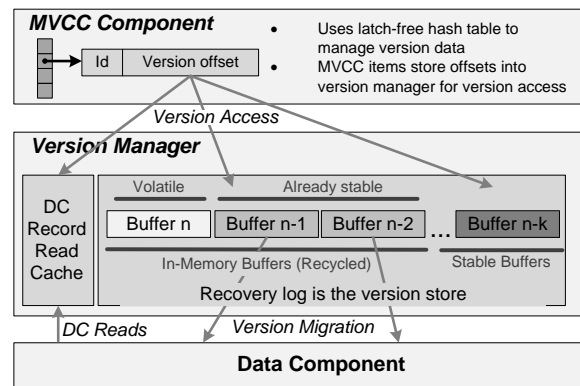 MVCC Component
• Uses latch-free hash table to
manage version data
• MVCC items store offsets into
version manager for version access
Id Version offset
Version Access
Version Manager
DC
Record
Read
Cache
Volatile Already stable
Buffer n Buffer n-1 Buffer n-2 ... Buffer n-k
In-Memory Buffers (Recycled) Stable Buffers
Recovery log is the version store
DC Reads Version Migration
Data Component